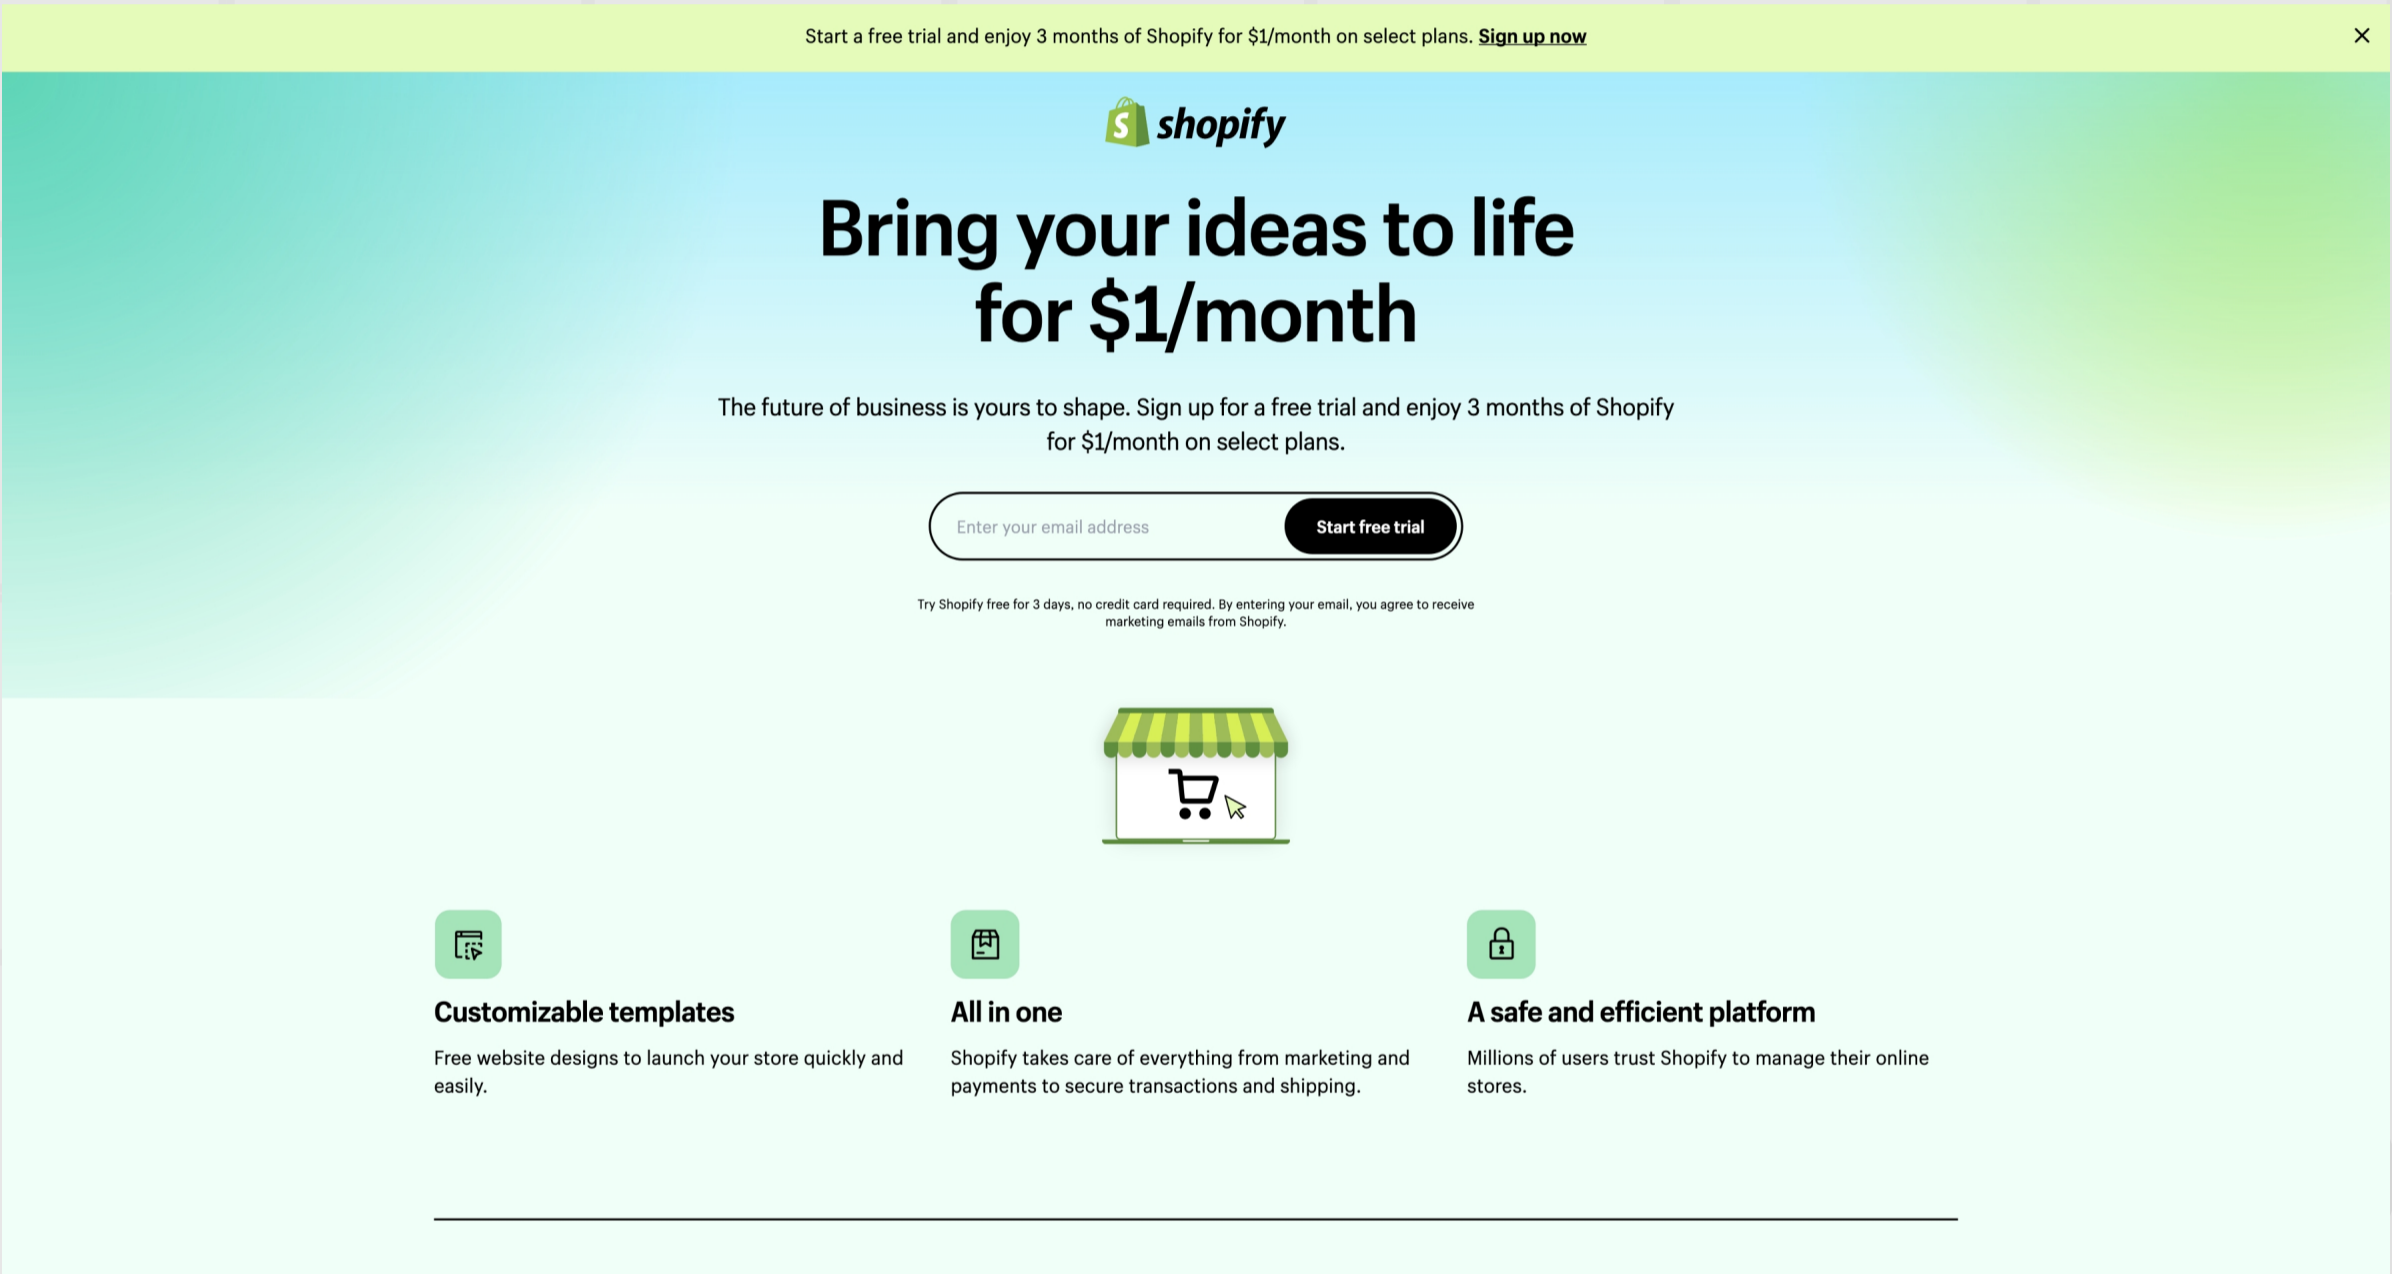 Start a free trial and enjoy 3 months of Shopify for $1/month on select plans. Sign up now
shopify
Bring your ideas to life
for $1/month
The future of business is yours to shape. Sign up for a free trial and enjoy 3 months of Shopify
for $1/month on select plans.
Enter your email address
Start free trial
Try Shopify free for 3 days, no credit card required. By entering your email, you agree to receive
marketing emails from Shopify.
Customizable templates
Free website designs to launch your store quickly and
easily.
All in one
Shopify takes care of everything from marketing and
payments to secure transactions and shipping.
A safe and efficient platform
Millions of users trust Shopify to manage their online
stores.